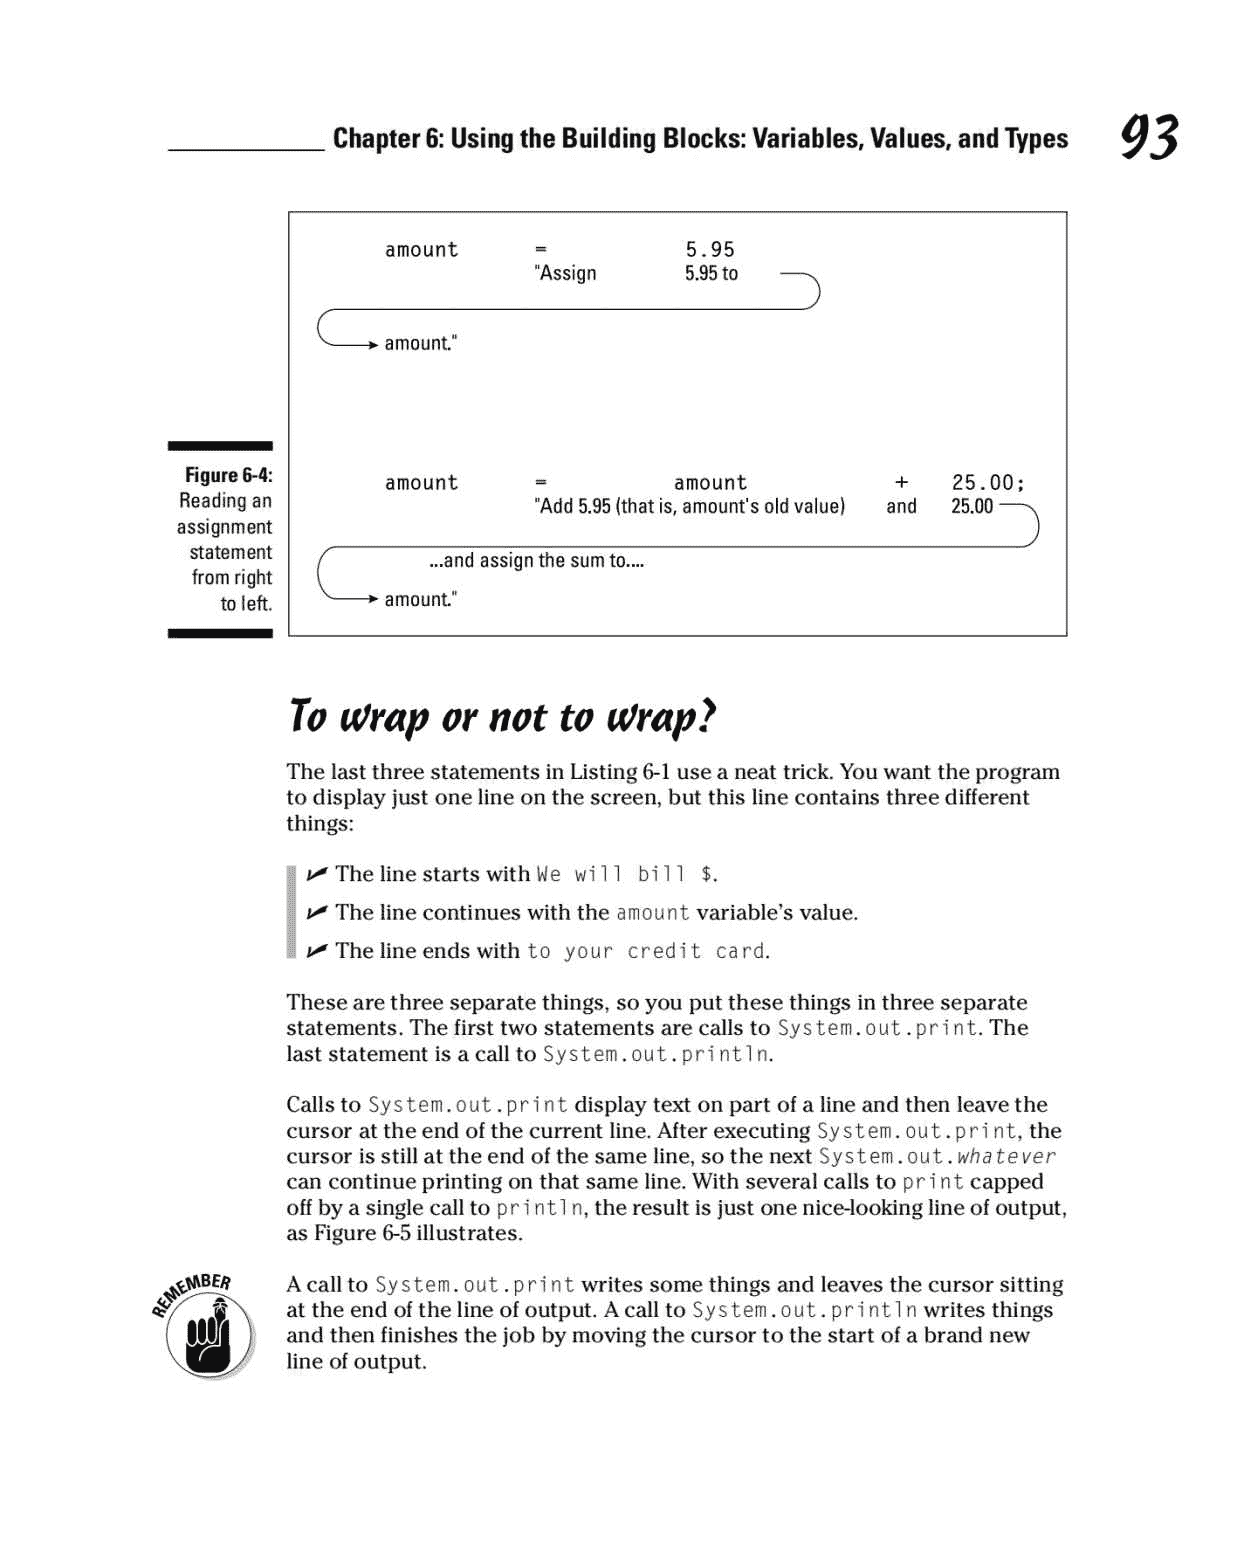 Chapter 6: Using the Building Blocks: Variables, Values, and Types 93
amount = 5.95
"Assign 5.95 to
amount."
amount = amount + 25.00;
"Add 5.95 (that is, amount's old value) and 25.00
...and assign the sum to....
amount."
Figure 6-4:
Reading an
assignment
statement
from right
to left.
To wrap or not to wrap?
The last three statements in Listing 6-1 use a neat trick. You want the program
to display just one line on the screen, but this line contains three different
things:
✓ The line starts with We will bill $.
✓ The line continues with the amount variable’s value.
✓ The line ends with to your credit card.
These are three separate things, so you put these things in three separate
statements. The first two statements are calls to System.out.print. The
last statement is a call to System.out.println.
Calls to System.out.print display text on part of a line and then leave the
cursor at the end of the current line. After executing System.out.print, the
cursor is still at the end of the same line, so the next System.out.whatever
can continue printing on that same line. With several calls to print capped
off by a single call to println, the result is just one nice-looking line of output,
as Figure 6-5 illustrates.
REMEMBER
A call to System.out.print writes some things and leaves the cursor sitting
at the end of the line of output. A call to System.out.println writes things
and then finishes the job by moving the cursor to the start of a brand new
line of output.